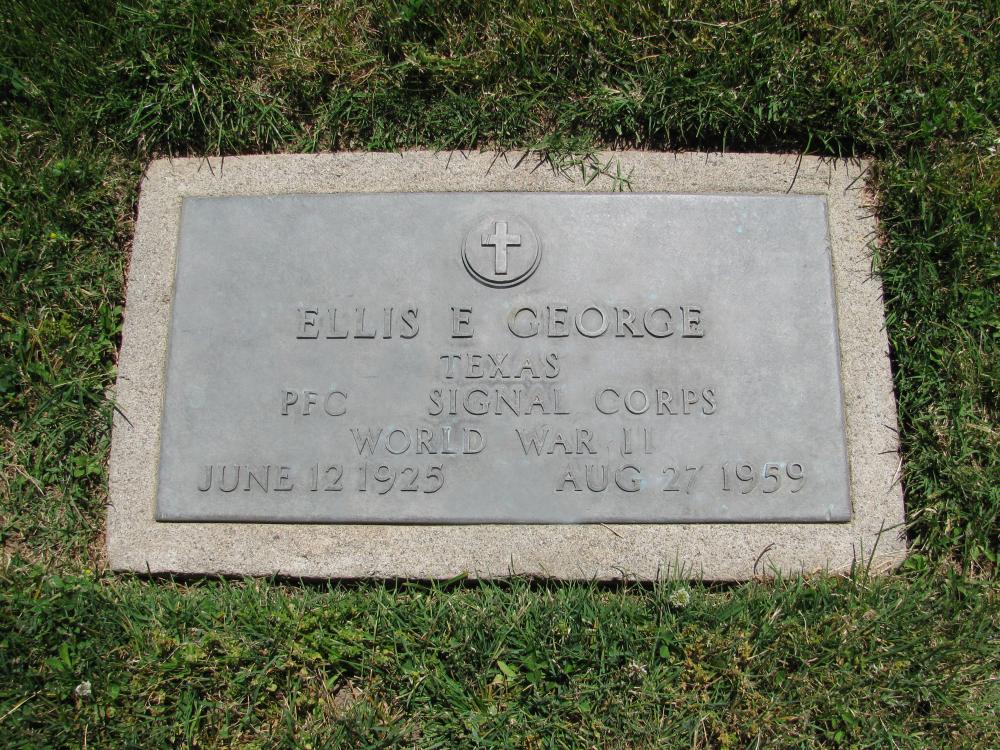 ELLIS E GEORGE
TEXAS
PFC SIGNAL CORPS
WORLD WAR II
JUNE 12 1925 AUG 27 1959